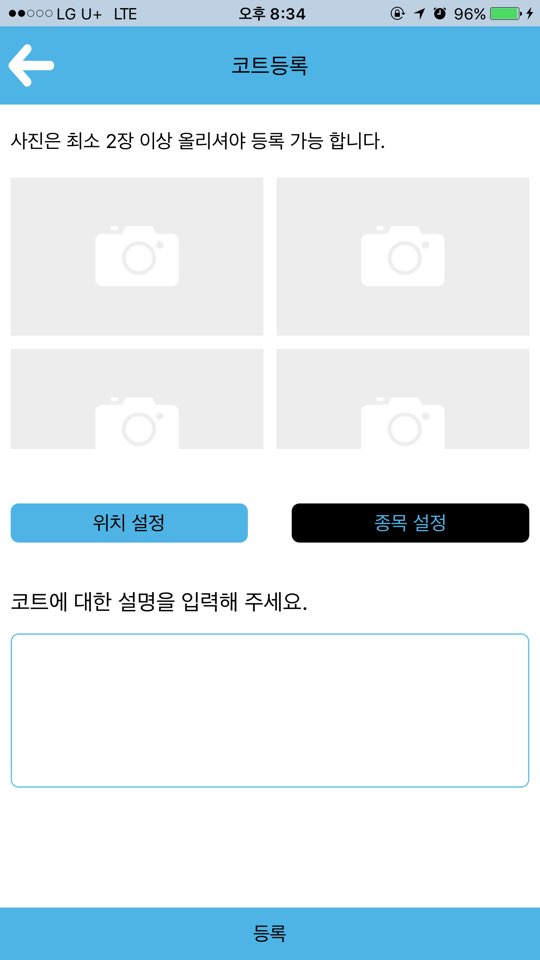 LG U+ LTE 오후 8:34 96%
코트등록
사진은 최소 2장 이상 올리셔야 등록 가능 합니다.
위치 설정 종목 설정
코트에 대한 설명을 입력해 주세요.
등록